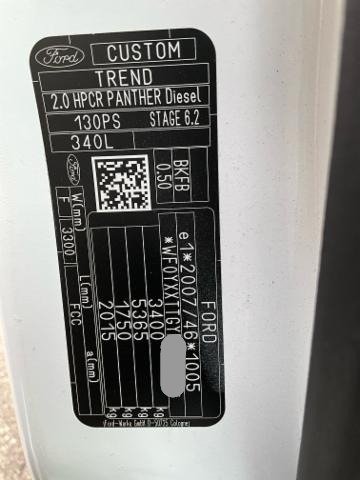 Ford CUSTOM
TREND
2.0 HPCR PANTHER Diesel
130PS STAGE 6.2
340L
Ford
BKFB
0.50
FORD
e1*2007/46*1005
*WF0YXXTTGY
3400 kg
5365 kg
1750 kg
2015 kg
W(mm) L(mm) a(mm)
F 3300 FCC
(Ford-Werke GmbH D-50725 Cologne)